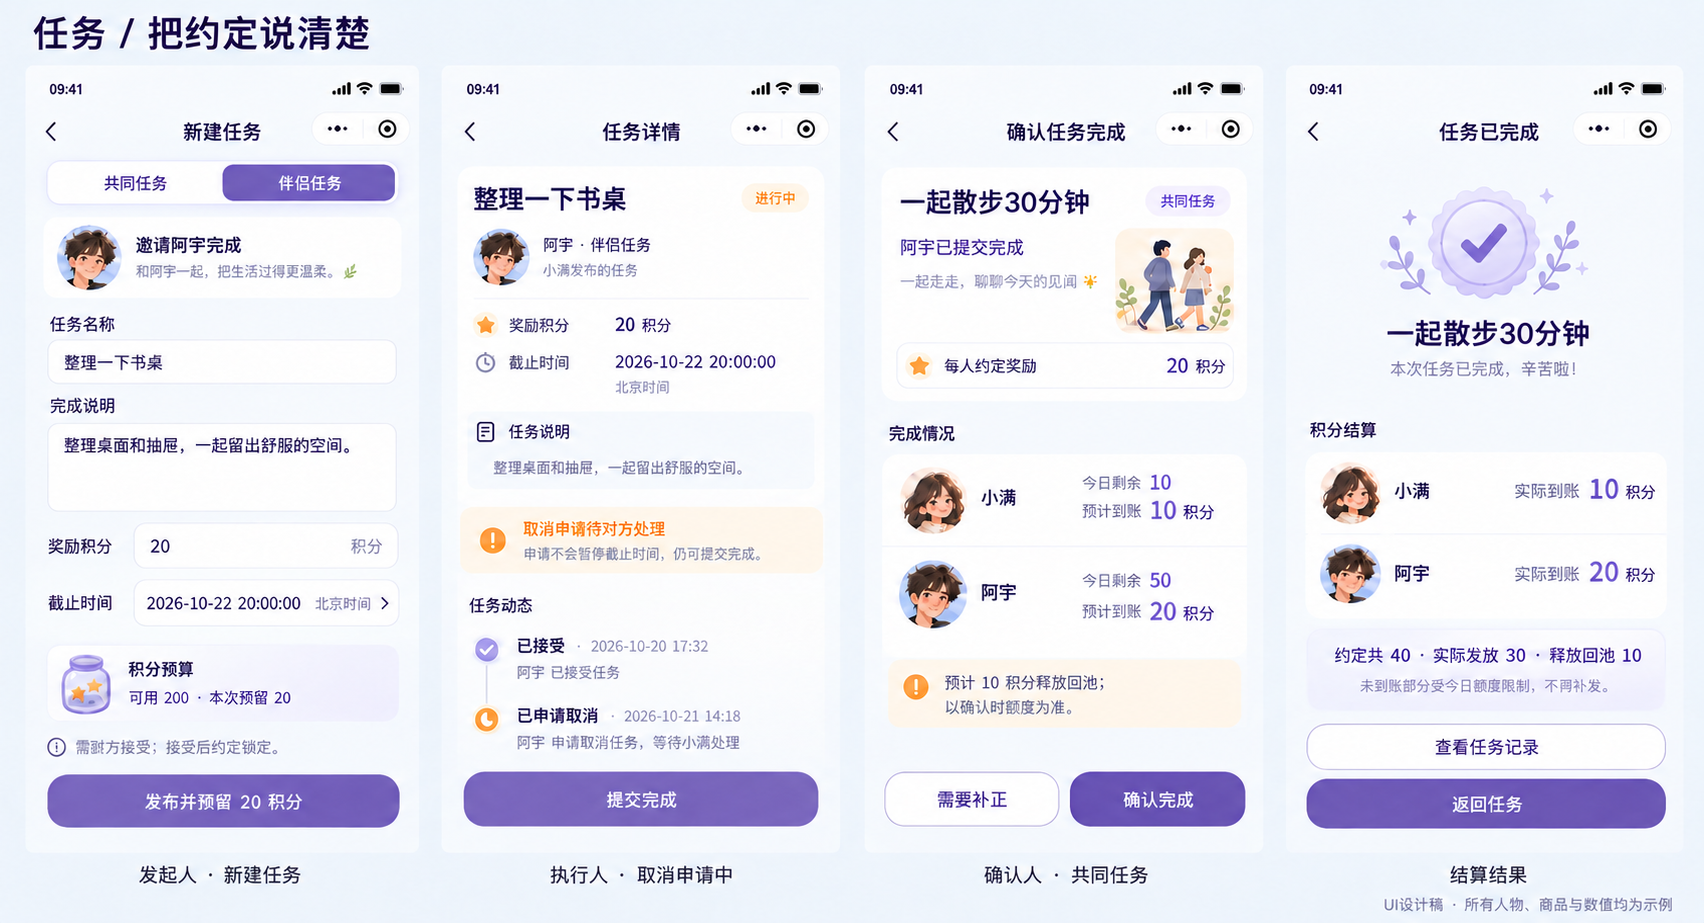 任务 / 把约定说清楚
09:41
新建任务
共同任务
伴侣任务
邀请阿宇完成
和阿宇一起，把生活过得更温柔。
任务名称
整理一下书桌
完成说明
整理桌面和抽屉，一起留出舒服的空间。
奖励积分
20
积分
截止时间
2026-10-22 20:00:00
北京时间
积分预算
可用 200 · 本次预留 20
方接受；接受后约定锁定。
发布并预留 20 积分
发起人 · 新建任务
09:41
任务详情
整理一下书桌
进行中
阿宇 · 伴侣任务
小满发布的任务
奖励积分
20 积分
截止时间
2026-10-22 20:00:00
北京时间
任务说明
整理桌面和抽屉，一起留出舒服的空间。
取消申请待对方处理
申请不会暂停截止时间，仍可提交完成。
任务动态
已接受 · 2026-10-20 17:32
阿宇 已接受任务
已申请取消 · 2026-10-21 14:18
阿宇 申请取消任务，等待小满处理
提交完成
执行人 · 取消申请中
09:41
确认任务完成
一起散步30分钟
共同任务
阿宇已提交完成
一起走走，聊聊今天的见闻
每人约定奖励
20 积分
完成情况
小满
今日剩余 10
预计到账 10 积分
阿宇
今日剩余 50
预计到账 20 积分
预计 10 积分释放回池；
以确认时额度为准。
需要补正
确认完成
确认人 · 共同任务
09:41
任务已完成
一起散步30分钟
本次任务已完成，辛苦啦！
积分结算
小满
实际到账 10 积分
阿宇
实际到账 20 积分
约定共 40 · 实际发放 30 · 释放回池 10
未到账部分受今日额度限制，不补发。
查看任务记录
返回任务
结算结果
UI设计稿 · 所有人物、商品与数值均为示例